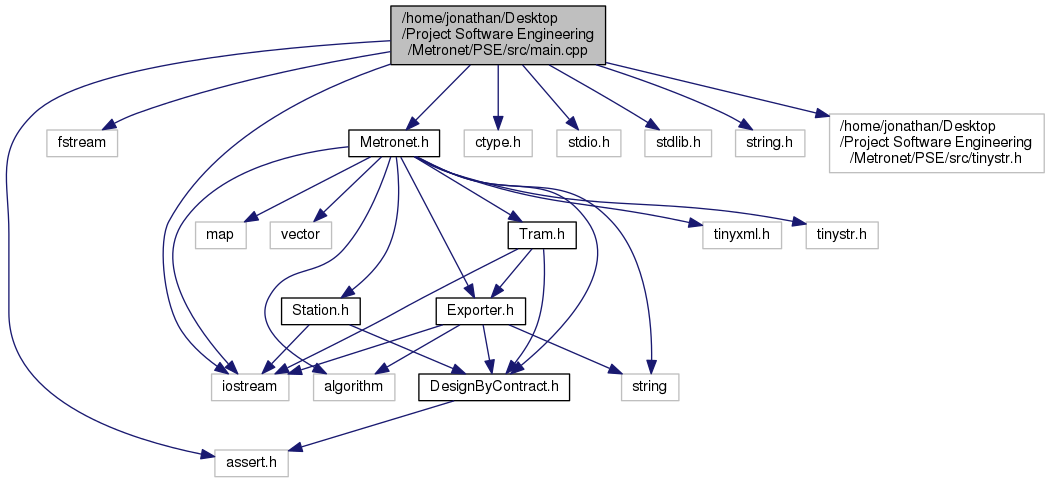 /home/jonathan/Desktop
/Project Software Engineering
/Metronet/PSE/src/main.cpp
fstream
Metronet.h
ctype.h
stdio.h
stdlib.h
string.h
/home/jonathan/Desktop
/Project Software Engineering
/Metronet/PSE/src/tinystr.h
map
vector
Tram.h
tinyxml.h
tinystr.h
Station.h
Exporter.h
iostream
algorithm
DesignByContract.h
string
assert.h